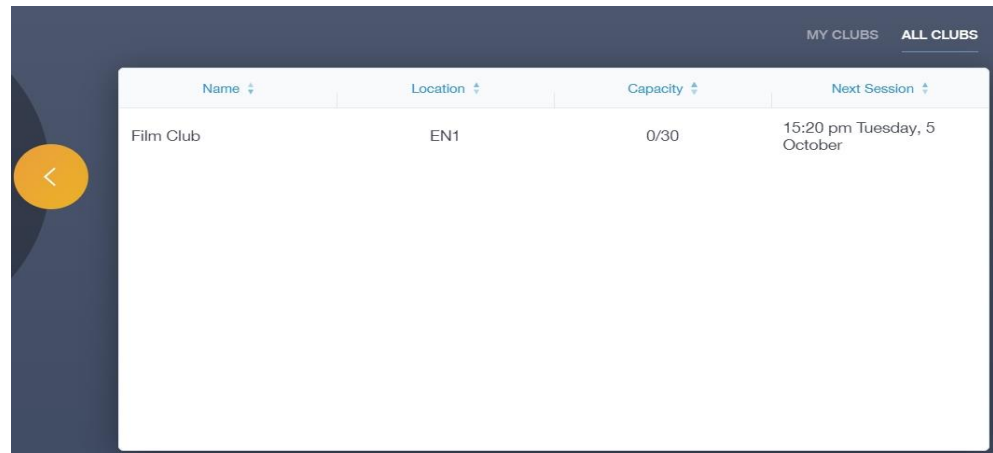 MY CLUBS ALL CLUBS
Name Location Capacity Next Session
Film Club EN1 0/30 15:20 pm Tuesday, 5
October